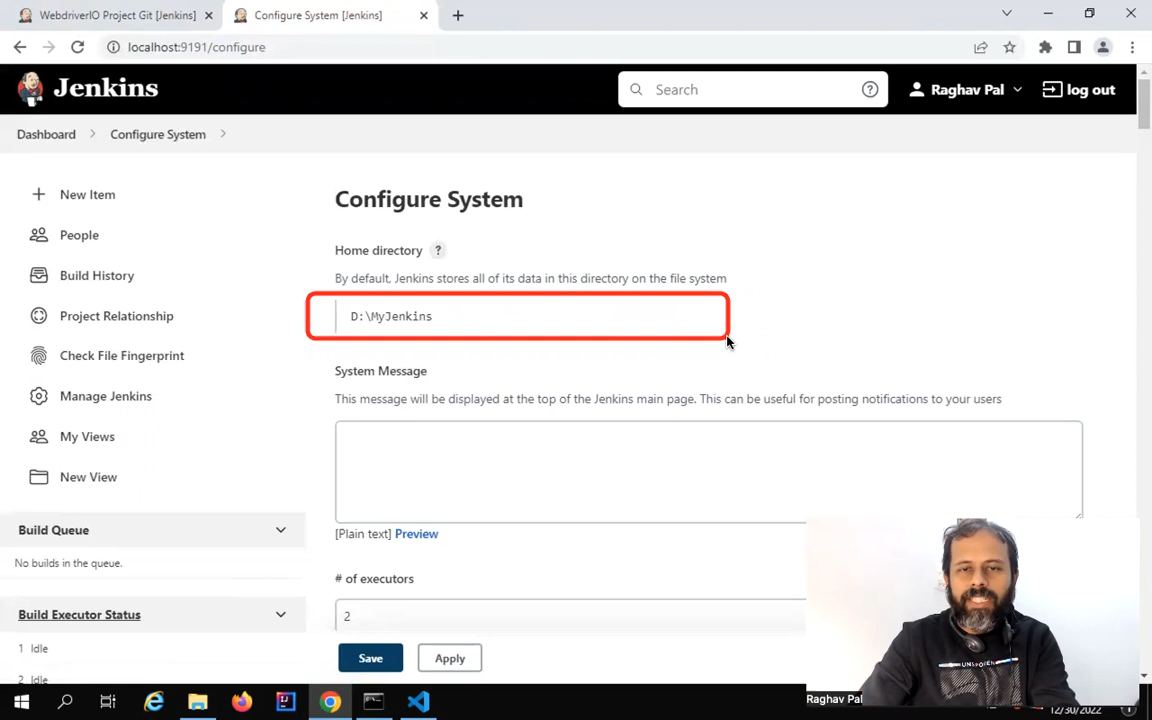 WebdriverIO Project Git [Jenkins]
Configure System [Jenkins]
localhost:9191/configure
Jenkins
Search
Raghav Pal
log out
Dashboard
Configure System
New Item
People
Build History
Project Relationship
Check File Fingerprint
Manage Jenkins
My Views
New View
Build Queue
No builds in the queue.
Build Executor Status
1 Idle
2 Idle
Configure System
Home directory ?
By default, Jenkins stores all of its data in this directory on the file system
D:\MyJenkins
System Message
This message will be displayed at the top of the Jenkins main page. This can be useful for posting notifications to your users
[Plain text] Preview
# of executors
2
Save
Apply
UNSPOKEN
Raghav Pal
12/30/2022